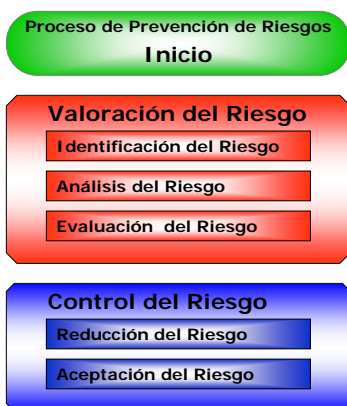 Proceso de Prevención de Riesgos
Inicio
Valoración del Riesgo
Identificación del Riesgo
Análisis del Riesgo
Evaluación del Riesgo
Control del Riesgo
Reducción del Riesgo
Aceptación del Riesgo